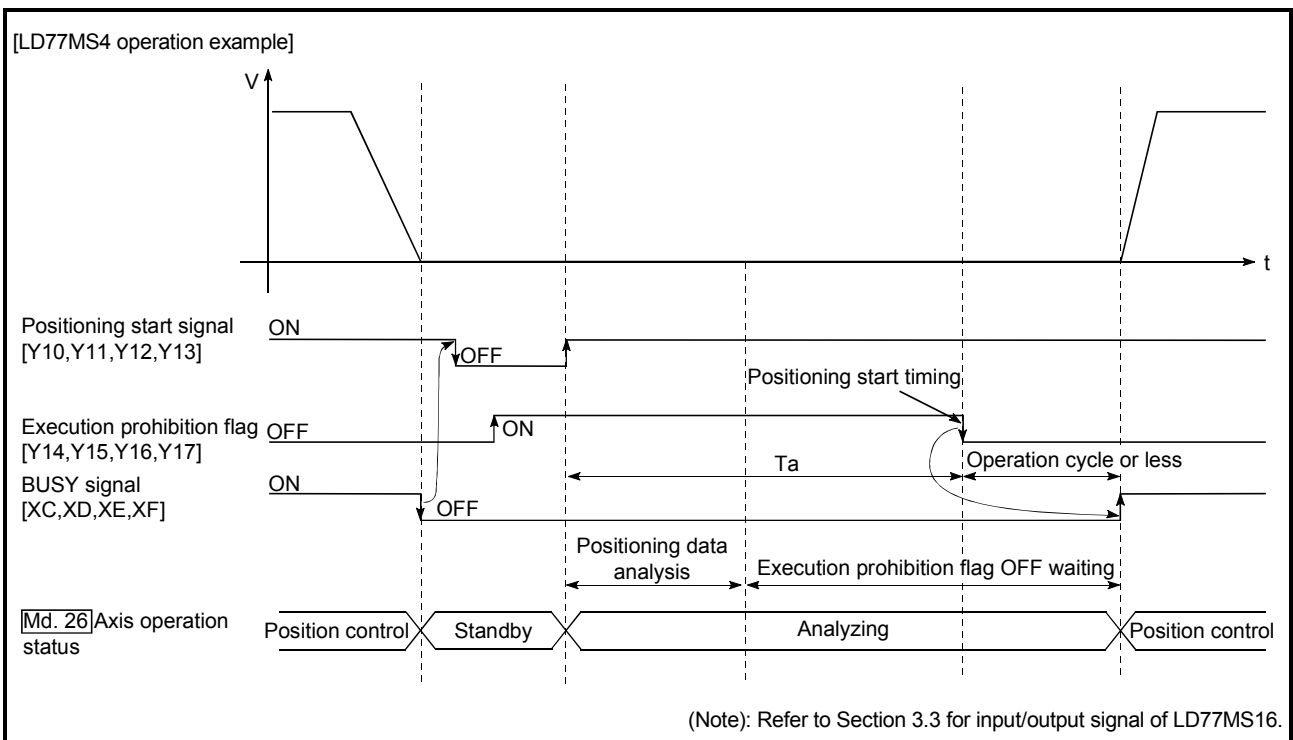 [LD77MS4 operation example]
V
t
Positioning start signal
[Y10,Y11,Y12,Y13]
ON
OFF
Positioning start timing
Execution prohibition flag
[Y14,Y15,Y16,Y17]
OFF
ON
Ta
Operation cycle or less
BUSY signal
[XC,XD,XE,XF]
ON
OFF
Positioning data
analysis
Execution prohibition flag OFF waiting
Md. 26 Axis operation
status
Position control
Standby
Analyzing
Position control
(Note): Refer to Section 3.3 for input/output signal of LD77MS16.